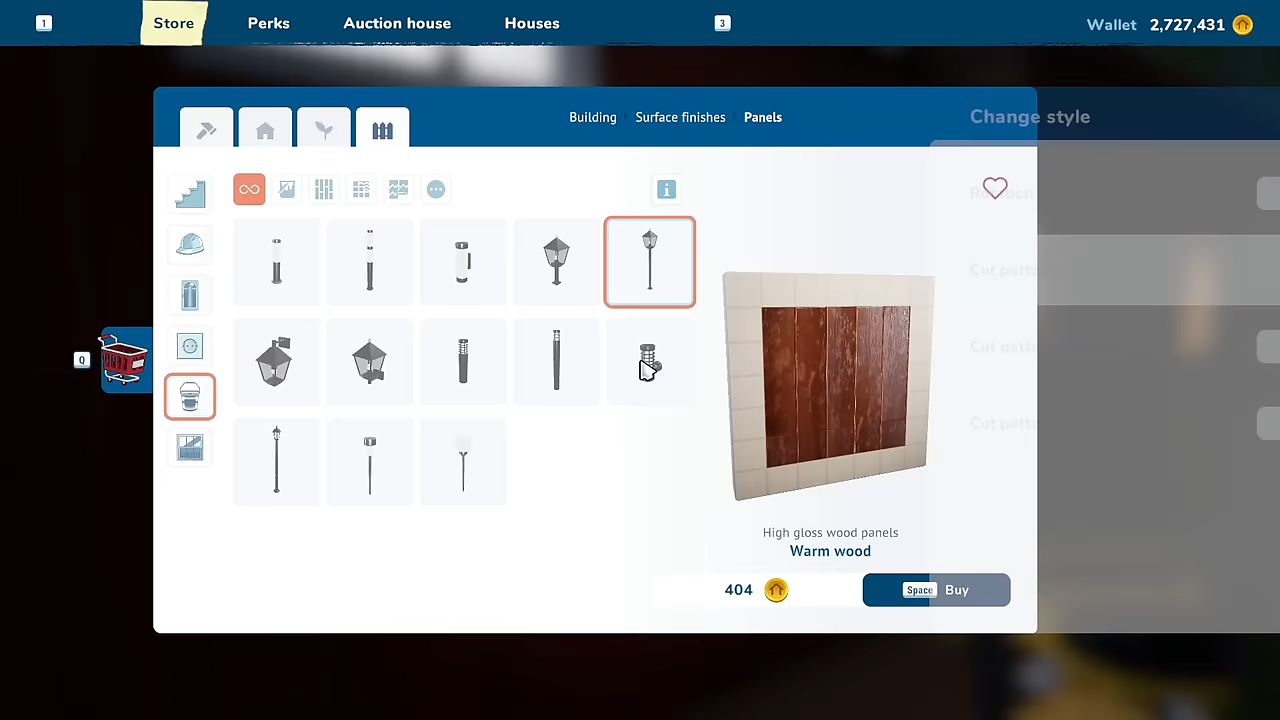 1
Store
Perks
Auction house
Houses
3
Wallet 2,727,431
Building
Surface finishes
Panels
Change style
Q
High gloss wood panels
Warm wood
404
Space
Buy